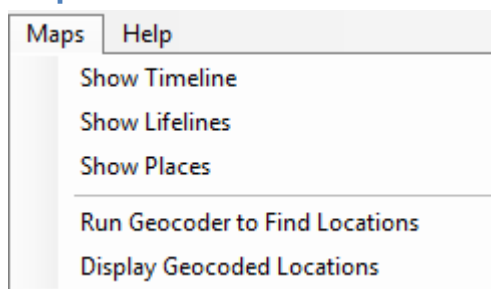 Maps Help
Show Timeline
Show Lifelines
Show Places
Run Geocoder to Find Locations
Display Geocoded Locations